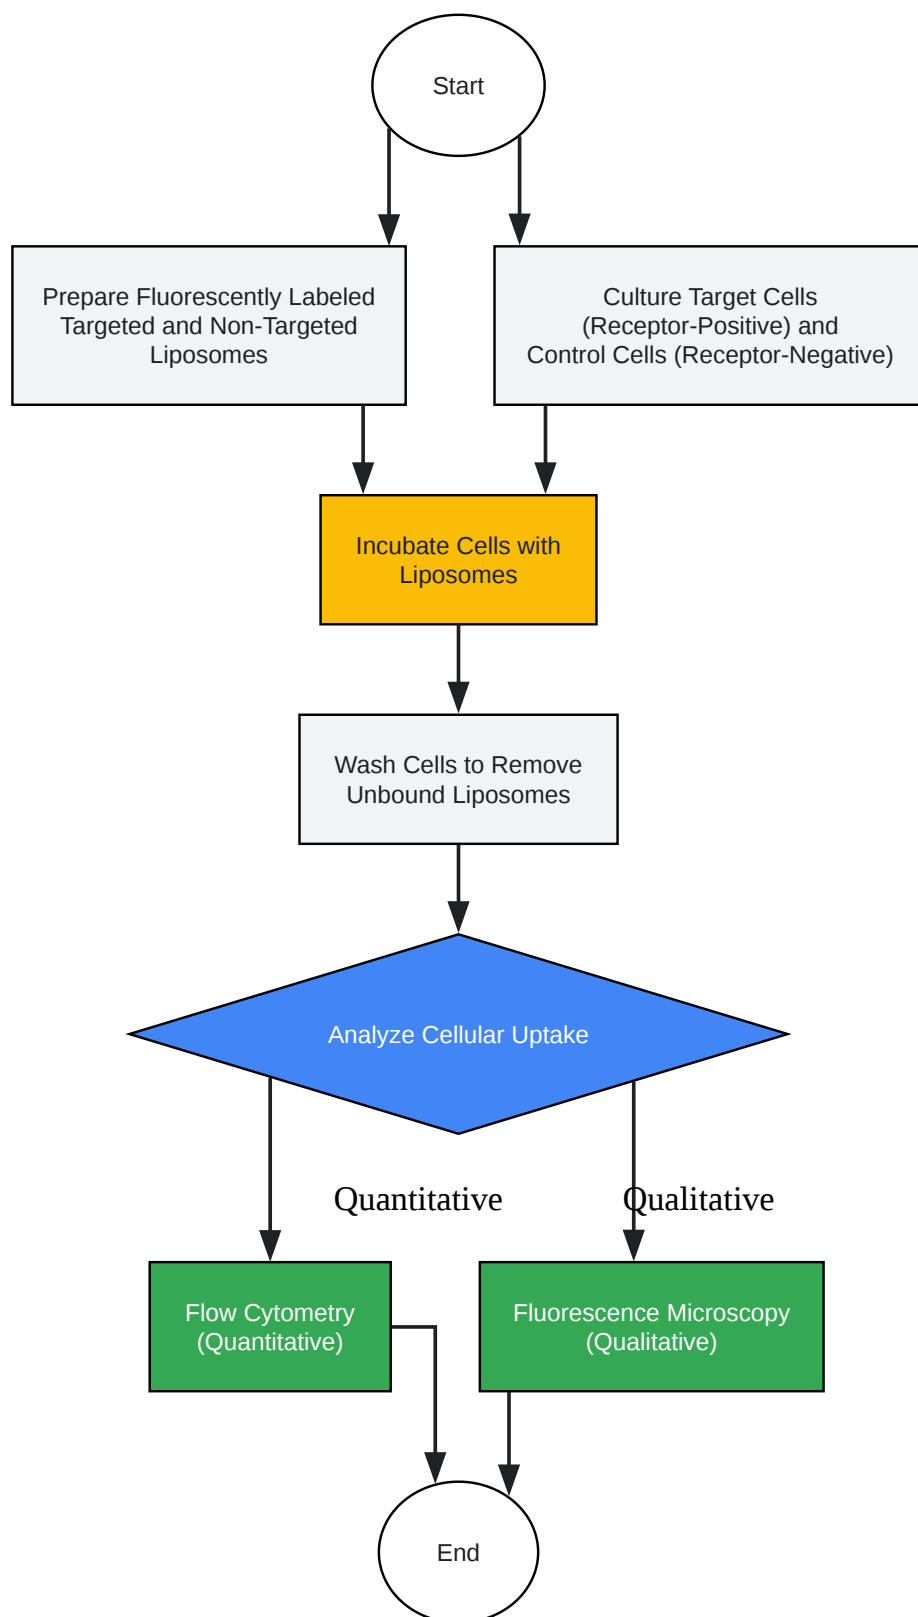 Start
Prepare Fluorescently Labeled
Targeted and Non-Targeted
Liposomes
Culture Target Cells
(Receptor-Positive) and
Control Cells (Receptor-Negative)
Incubate Cells with
Liposomes
Wash Cells to Remove
Unbound Liposomes
Analyze Cellular Uptake
Quantitative
Qualitative
Flow Cytometry
(Quantitative)
Fluorescence Microscopy
(Qualitative)
End